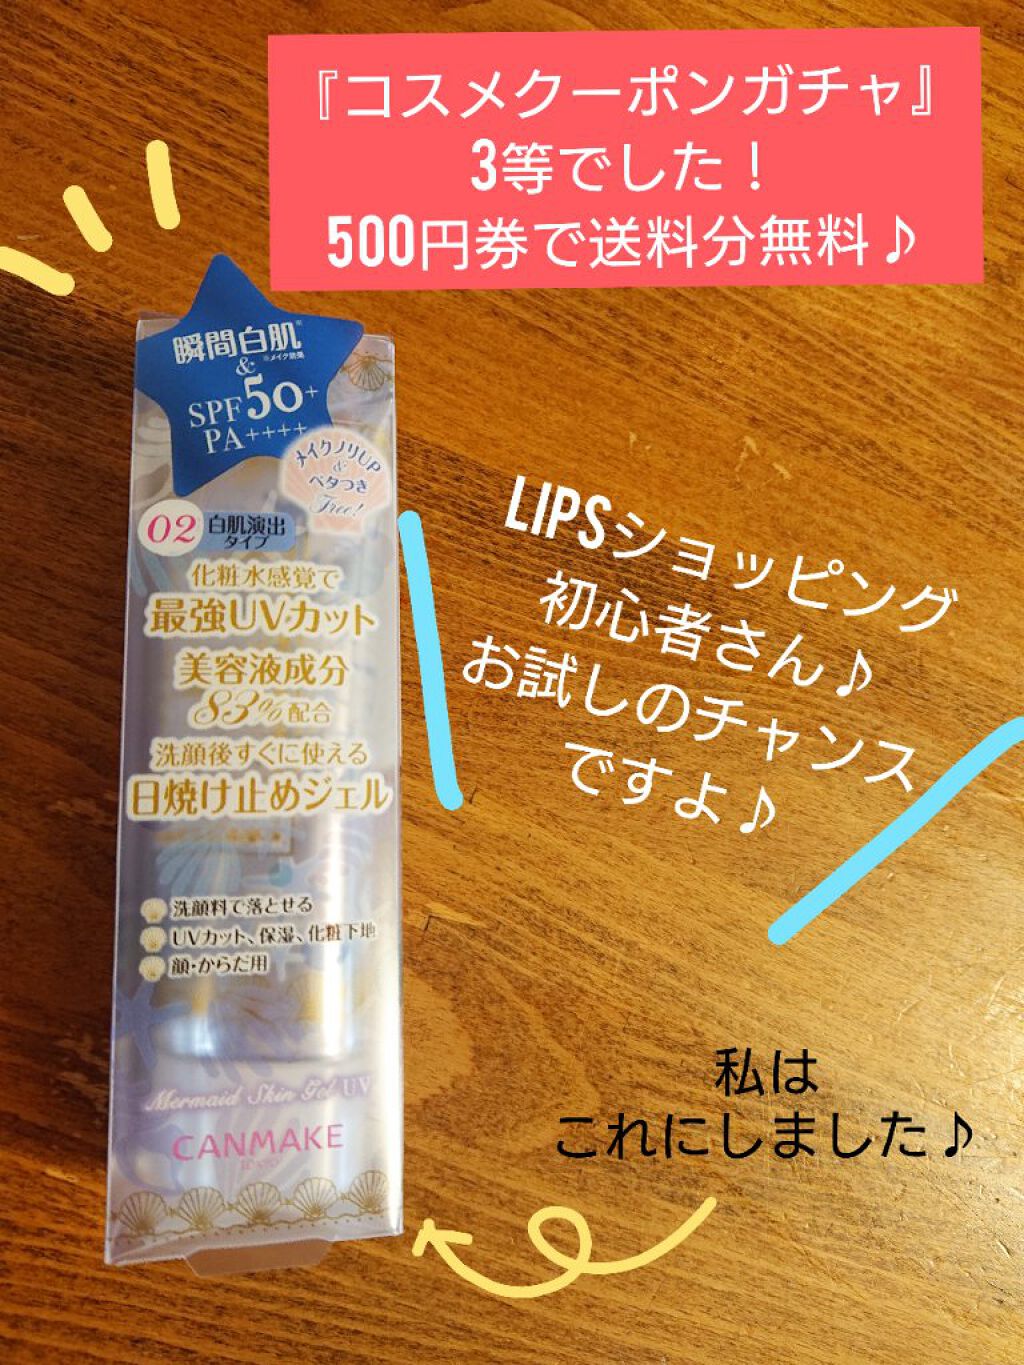 『コスメクーポンガチャ』
3等でした！
500円券で送料分無料♪
瞬間白肌※
※メイク効果
&
SPF50+
PA++++
メイクノリUP
&
ベタつき
Free!
02 白肌演出
タイプ
化粧水感覚で
最強UVカット
美容液成分
83%配合
洗顔後すぐに使える
日焼け止めジェル
洗顔料で落とせる
UVカット、保湿、化粧下地
顔・からだ用
Mermaid Skin Gel UV
CANMAKE
TOKYO
LIPSショッピング
初心者さん♪
お試しのチャンス
ですよ♪
私は
これにしました♪